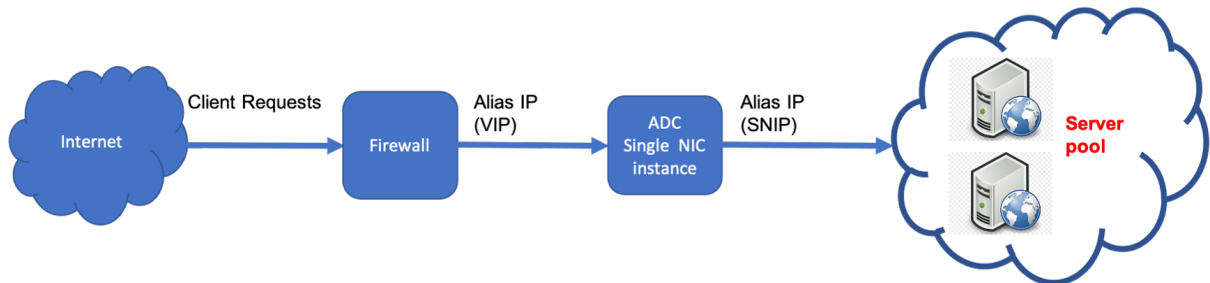 Internet
Client Requests
Firewall
Alias IP
(VIP)
ADC
Single NIC
instance
Alias IP
(SNIP)
Server
pool